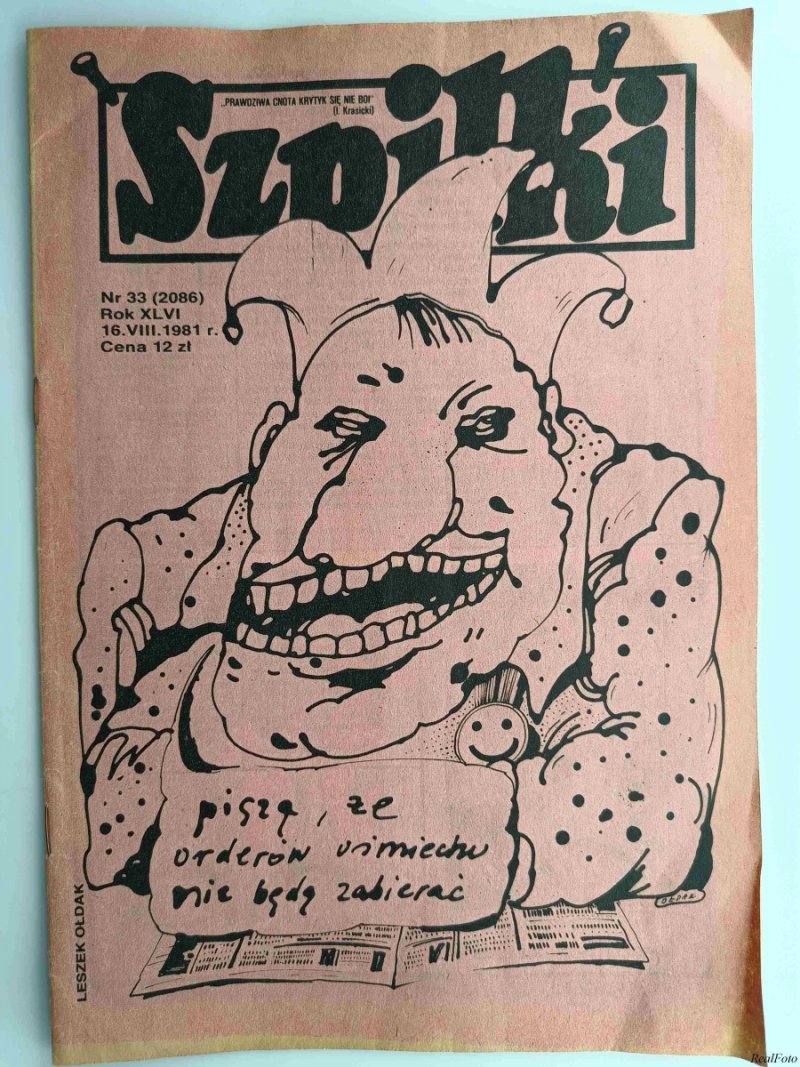 „PRAWDZIWA CNOTA KRYTYK SIĘ NIE BOI”
(I. Krasicki)
Szpilki
Nr 33 (2086)
Rok XLVI
16.VIII.1981 r.
Cena 12 zł
piszą, że
orderów uśmiechu
nie będą zabierać
OŁDAK
LESZEK OŁDAK
RealFoto